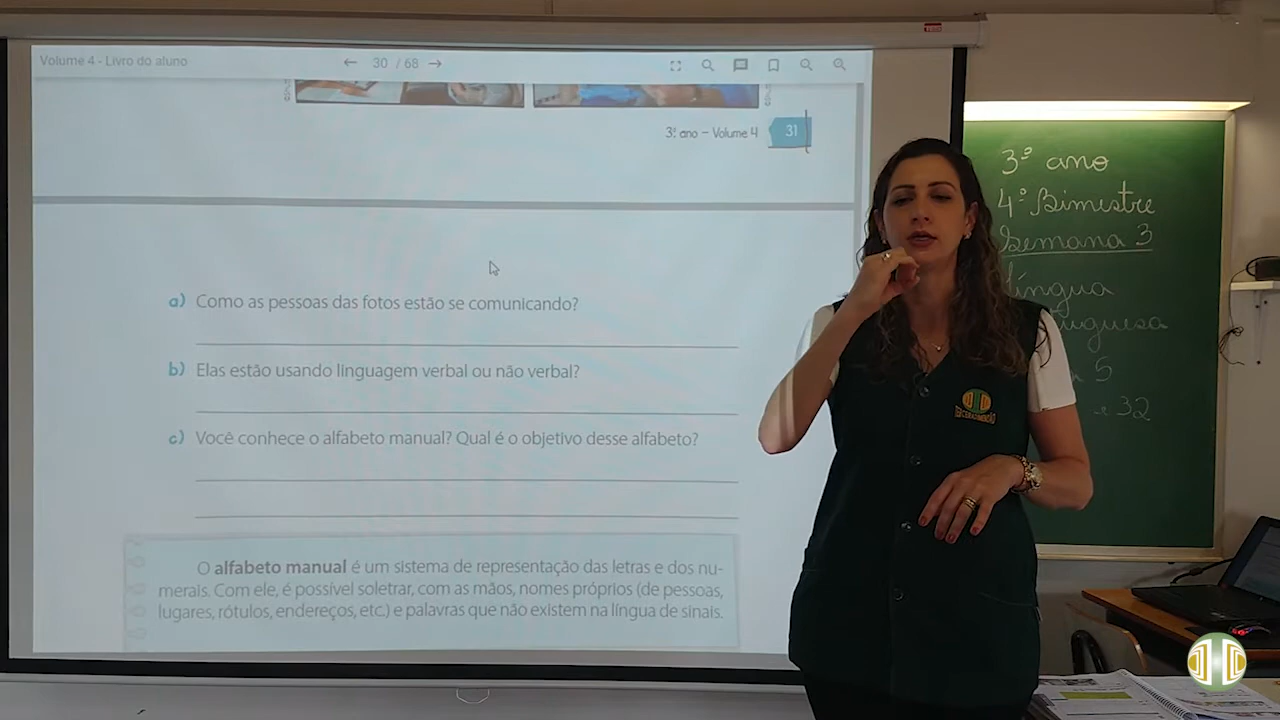 Volume 4 - Livro do aluno
30 / 68
3º ano – Volume 4 31
a) Como as pessoas das fotos estão se comunicando?
b) Elas estão usando linguagem verbal ou não verbal?
c) Você conhece o alfabeto manual? Qual é o objetivo desse alfabeto?
O alfabeto manual é um sistema de representação das letras e dos nu-
merais. Com ele, é possível soletrar, com as mãos, nomes próprios (de pessoas,
lugares, rótulos, endereços, etc.) e palavras que não existem na língua de sinais.
3º ano
4º Bimestre
Semana 3
5
e 32